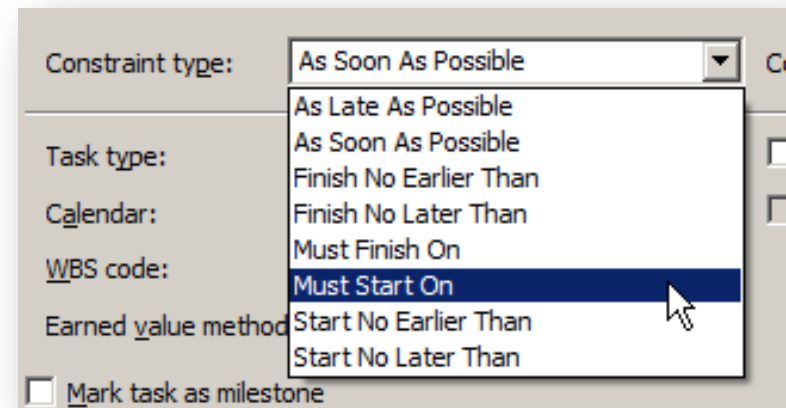 Constraint type: As Soon As Possible
As Late As Possible
As Soon As Possible
Finish No Earlier Than
Finish No Later Than
Must Finish On
Must Start On
Start No Earlier Than
Start No Later Than
Task type:
Calendar:
WBS code:
Earned value method
Mark task as milestone